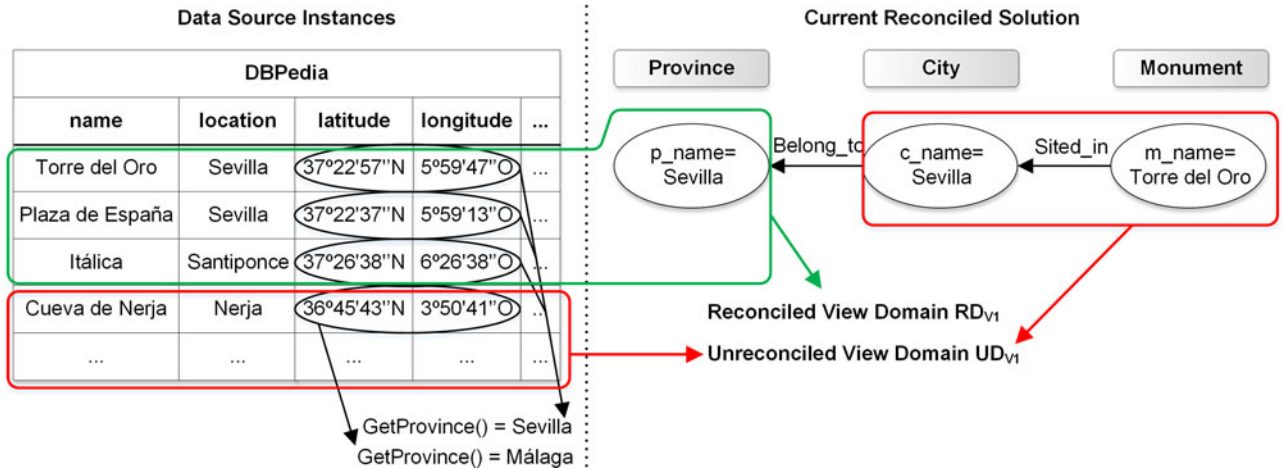 Data Source Instances
DBPedia
name location latitude longitude ...
Torre del Oro Sevilla 37º22'57''N 5º59'47''O ...
Plaza de España Sevilla 37º22'37''N 5º59'13''O ...
Itálica Santiponce 37º26'38''N 6º26'38''O ...
Cueva de Nerja Nerja 36º45'43''N 3º50'41''O ...
... ... ... ... ...
GetProvince() = Sevilla
GetProvince() = Málaga
Current Reconciled Solution
Province City Monument
p_name= Belong_to c_name= Sited_in m_name=
Sevilla Sevilla Torre del Oro
Reconciled View Domain RDV1
Unreconciled View Domain UDV1